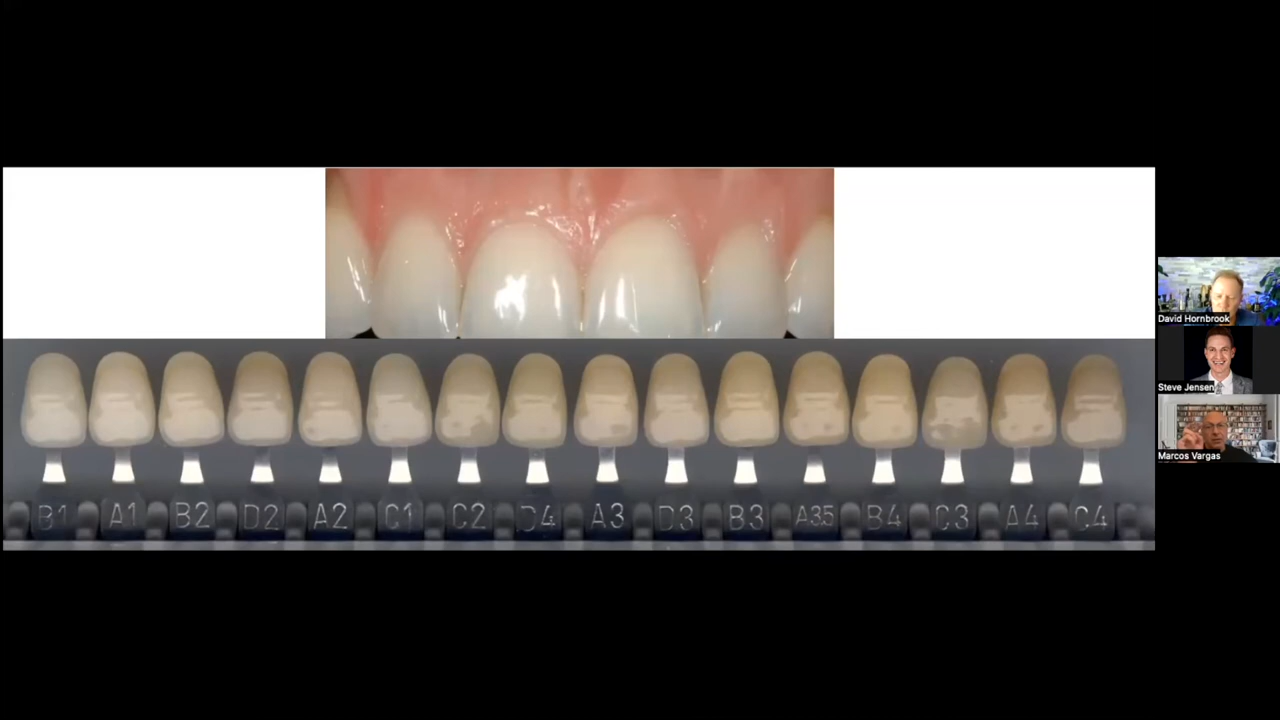 B1 A1 B2 D2 A2 C1 C2 D4 A3 D3 B3 A3.5 B4 C3 A4 C4
David Hornbrook
Steve Jensen
Marcos Vargas